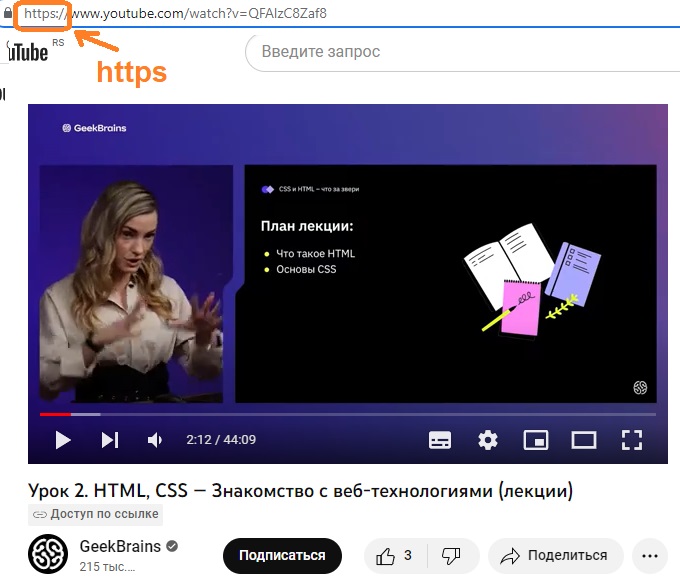 https://www.youtube.com/watch?v=QFAlzC8Zaf8
uTube RS
Введите запрос
https
GeekBrains
CSS и HTML – что за звери
План лекции:
Что такое HTML
Основы CSS
2:12 / 44:09
Урок 2. HTML, CSS — Знакомство с веб-технологиями (лекции)
Доступ по ссылке
GeekBrains
215 тыс....
Подписаться
3
Поделиться